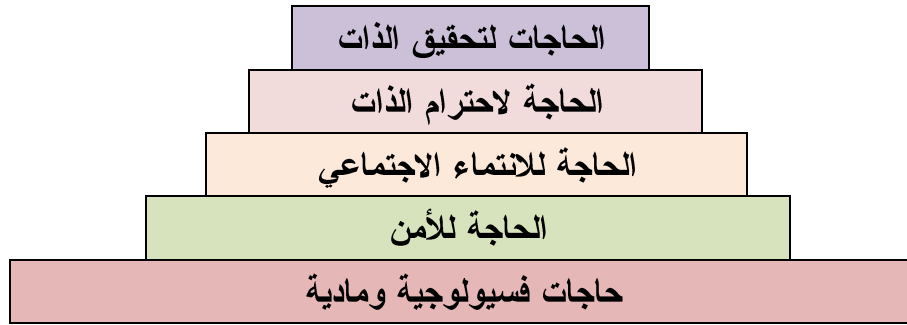 الحاجات لتحقيق الذات
الحاجة لاحترام الذات
الحاجة للانتماء الاجتماعي
الحاجة للأمن
حاجات فسيولوجية ومادية